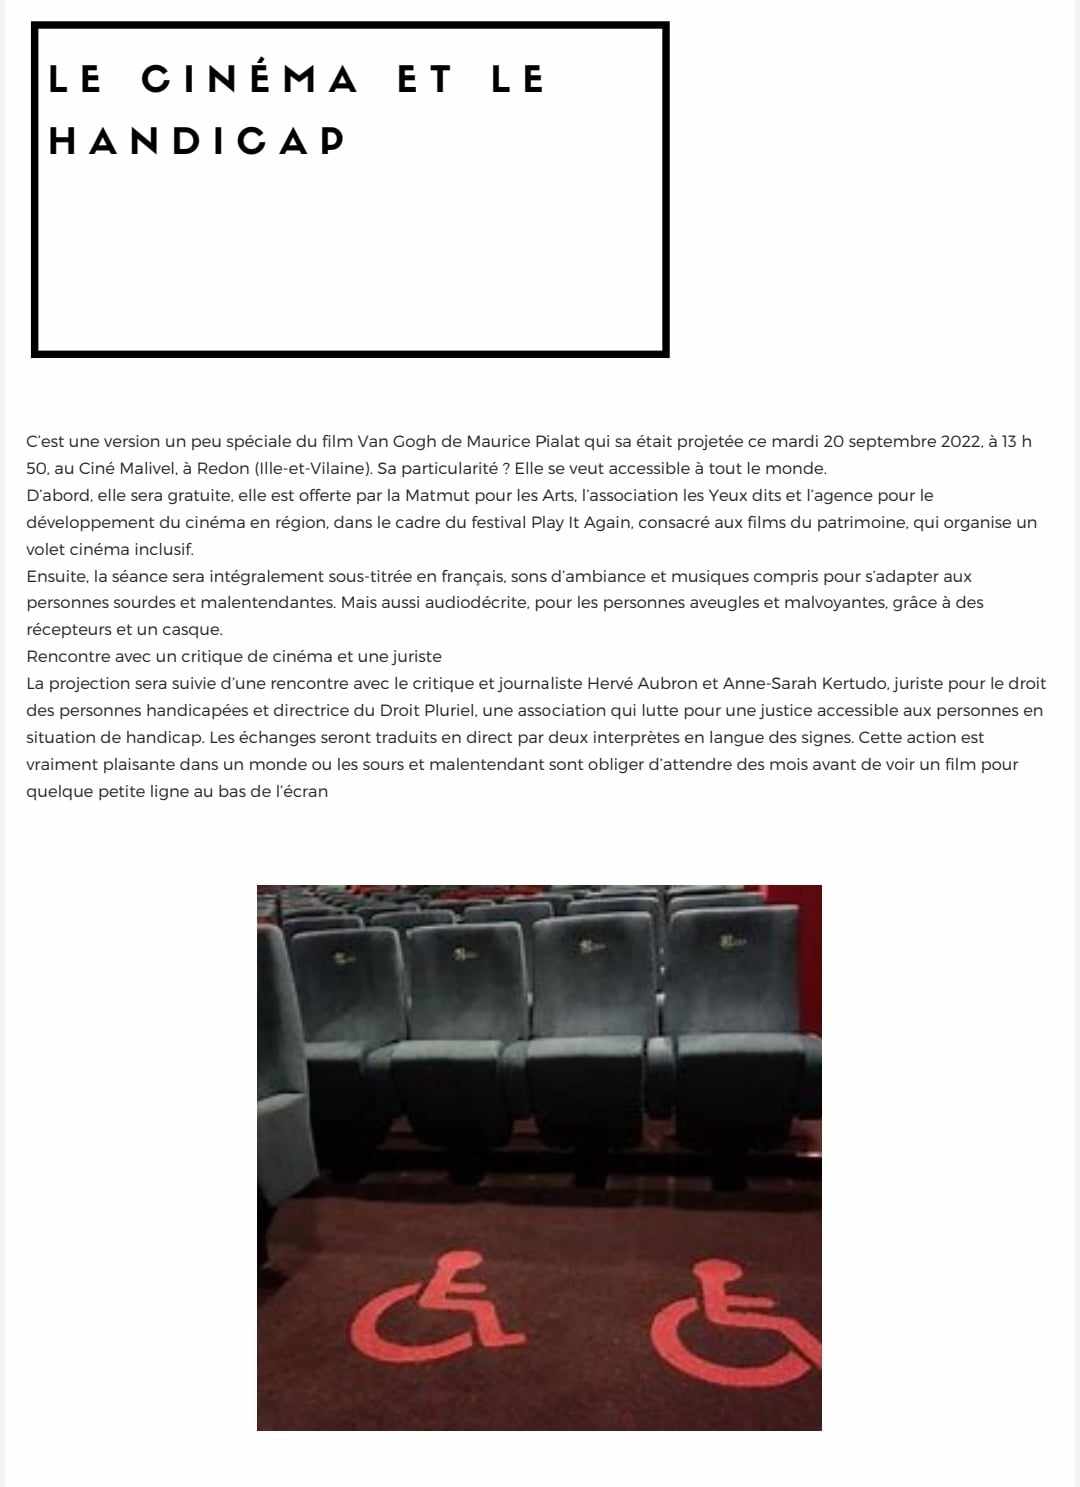 LE CINÉMA ET LE
HANDICAP
C'est une version un peu spéciale du film Van Gogh de Maurice Pialat qui sa était projetée ce mardi 20 septembre 2022, à 13 h
50, au Ciné Malivel, à Redon (Ille-et-Vilaine). Sa particularité ? Elle se veut accessible à tout le monde.
D'abord, elle sera gratuite, elle est offerte par la Matmut pour les Arts, l'association les Yeux dits et l'agence pour le
développement du cinéma en région, dans le cadre du festival Play It Again, consacré aux films du patrimoine, qui organise un
volet cinéma inclusif.
Ensuite, la séance sera intégralement sous-titrée en français, sons d'ambiance et musiques compris pour s'adapter aux
personnes sourdes et malentendantes. Mais aussi audiodécrite, pour les personnes aveugles et malvoyantes, grâce à des
récepteurs et un casque.
Rencontre avec un critique de cinéma et une juriste
La projection sera suivie d'une rencontre avec le critique et journaliste Hervé Aubron et Anne-Sarah Kertudo, juriste pour le droit
des personnes handicapées et directrice du Droit Pluriel, une association qui lutte pour une justice accessible aux personnes en
situation de handicap. Les échanges seront traduits en direct par deux interprètes en langue des signes. Cette action est
vraiment plaisante dans un monde ou les sours et malentendant sont obliger d'attendre des mois avant de voir un film pour
quelque petite ligne au bas de l'écran